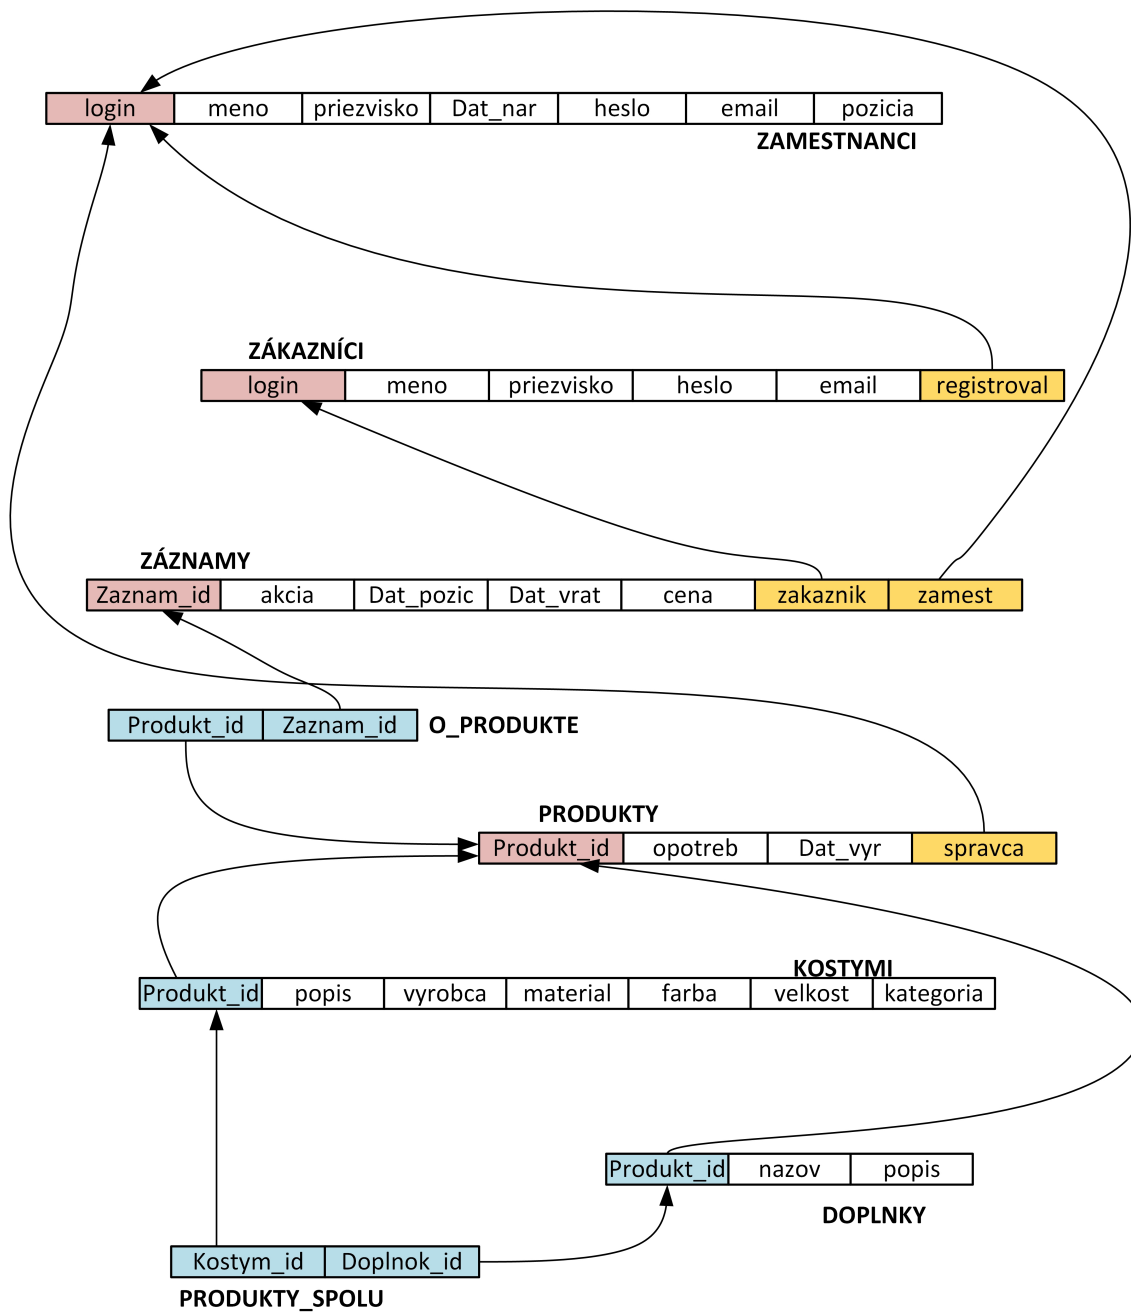 login meno priezvisko Dat_nar heslo email pozicia
ZAMESTNANCI
ZÁKAZNÍCI
login meno priezvisko heslo email registroval
ZÁZNAMY
Zaznam_id akcia Dat_pozic Dat_vrat cena zakaznik zamest
Produkt_id Zaznam_id O_PRODUKTE
PRODUKTY
Produkt_id opotreb Dat_vyr spravca
KOSTYMI
Produkt_id popis vyrobca material farba velkost kategoria
Produkt_id nazov popis
DOPLNKY
Kostym_id Doplnok_id
PRODUKTY_SPOLU